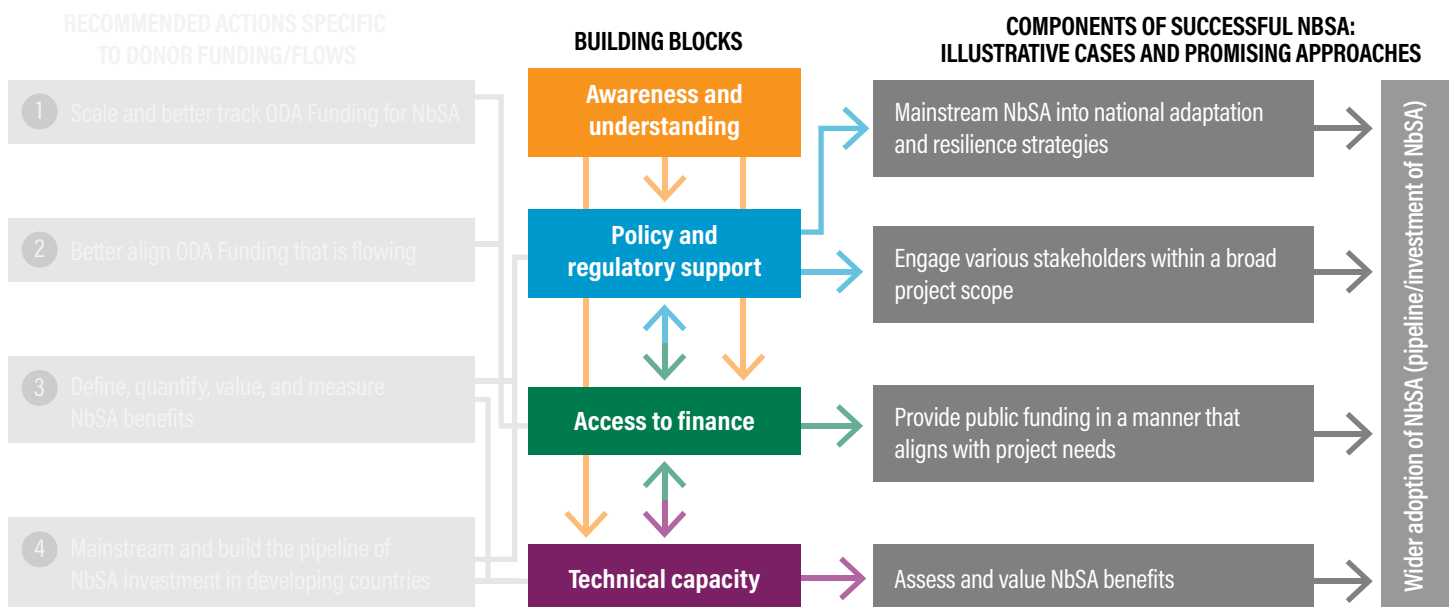 RECOMMENDED ACTIONS SPECIFIC
TO DONOR FUNDING/FLOWS
1
Scale and better track ODA Funding for NbSA
2
Better align ODA Funding that is flowing
3
Define, quantify, value, and measure
NbSA benefits
4
Mainstream and build the pipeline of
NbSA investment in developing countries
BUILDING BLOCKS
Awareness and
understanding
Policy and
regulatory support
Access to finance
Technical capacity
COMPONENTS OF SUCCESSFUL NBSA:
ILLUSTRATIVE CASES AND PROMISING APPROACHES
Mainstream NbSA into national adaptation
and resilience strategies
Engage various stakeholders within a broad
project scope
Provide public funding in a manner that
aligns with project needs
Assess and value NbSA benefits
Wider adoption of NbSA (pipeline/investment of NbSA)